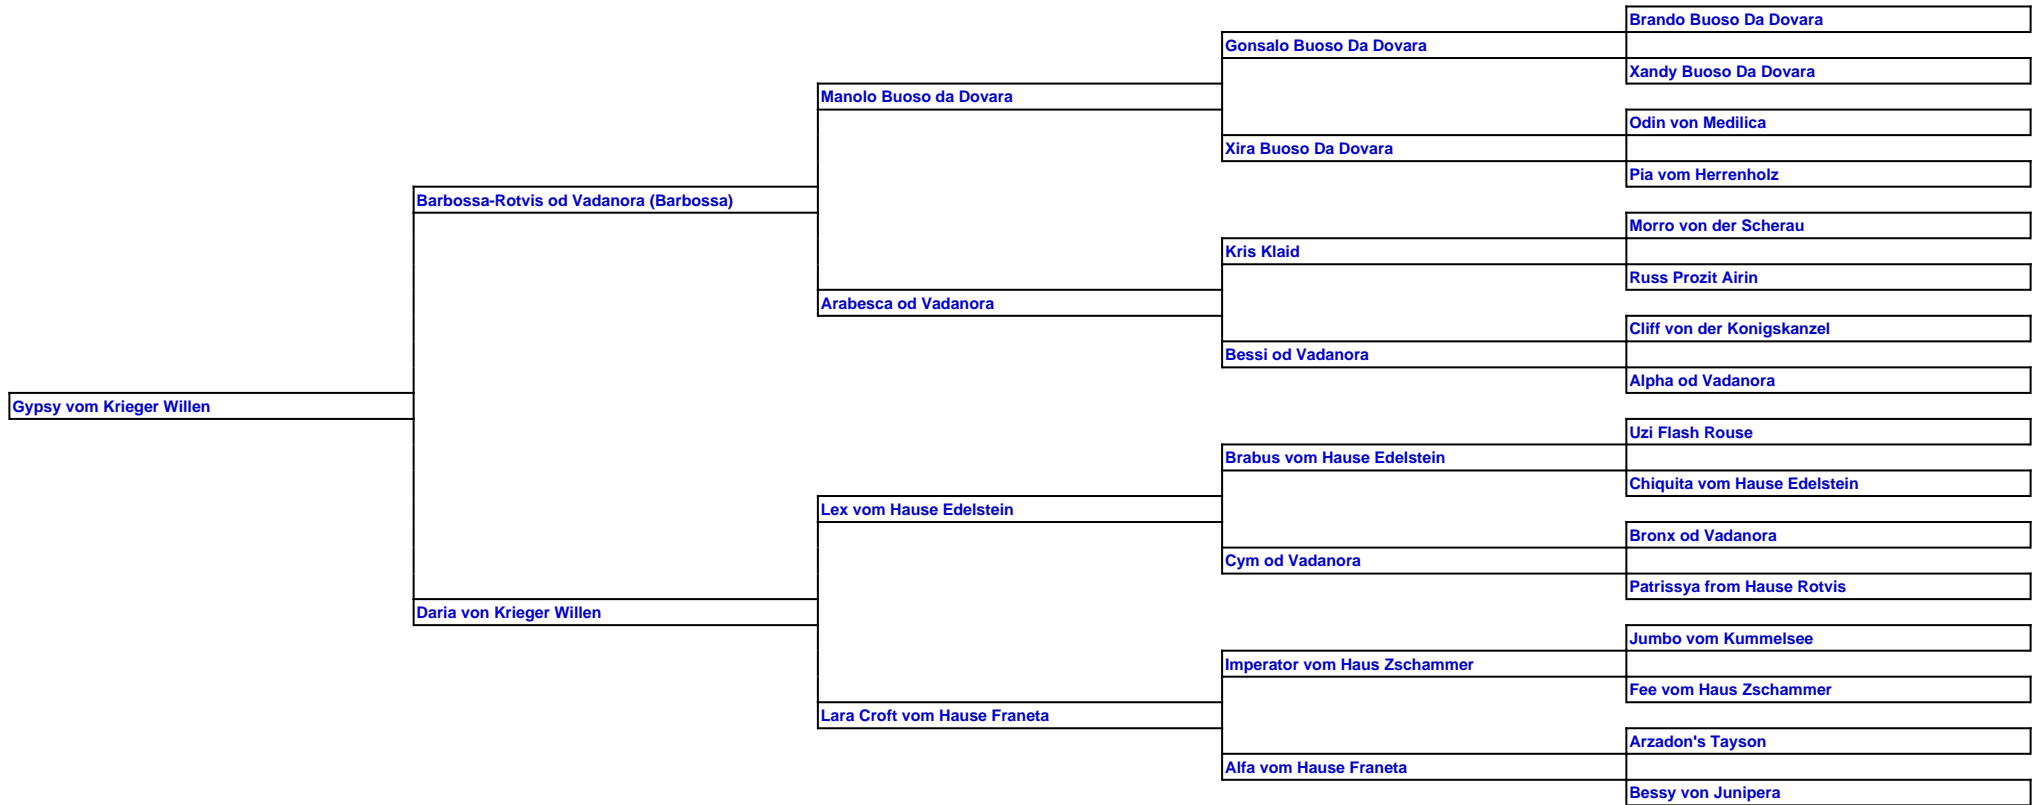 Brando Buoso Da Dovara
Gonsalo Buoso Da Dovara
Xandy Buoso Da Dovara
Manolo Buoso da Dovara
Odin von Medilica
Xira Buoso Da Dovara
Pia vom Herrenholz
Barbossa-Rotvis od Vadanora (Barbossa)
Morro von der Scherau
Kris Klaid
Russ Prozit Airin
Arabesca od Vadanora
Cliff von der Konigskanzel
Bessi od Vadanora
Alpha od Vadanora
Gypsy vom Krieger Willen
Uzi Flash Rouse
Brabus vom Hause Edelstein
Chiquita vom Hause Edelstein
Lex vom Hause Edelstein
Bronx od Vadanora
Cym od Vadanora
Patrissya from Hause Rotvis
Daria von Krieger Willen
Jumbo vom Kummelsee
Imperator vom Haus Zschammer
Fee vom Haus Zschammer
Lara Croft vom Hause Franeta
Arzadon's Tayson
Alfa vom Hause Franeta
Bessy von Junipera